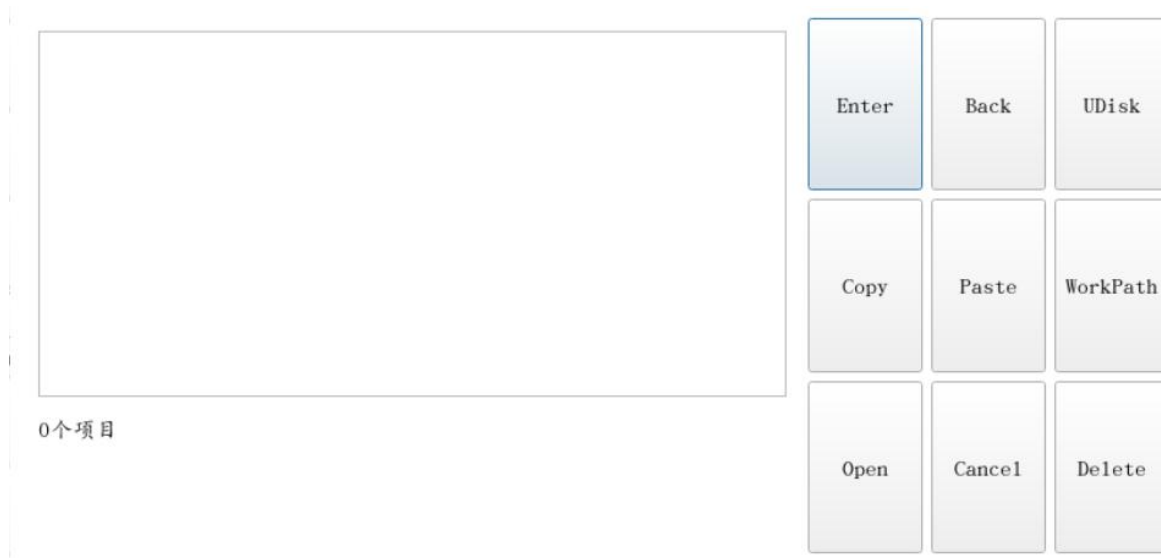 Enter Back UDisk
Copy Paste WorkPath
0个项目
Open Cancel Delete